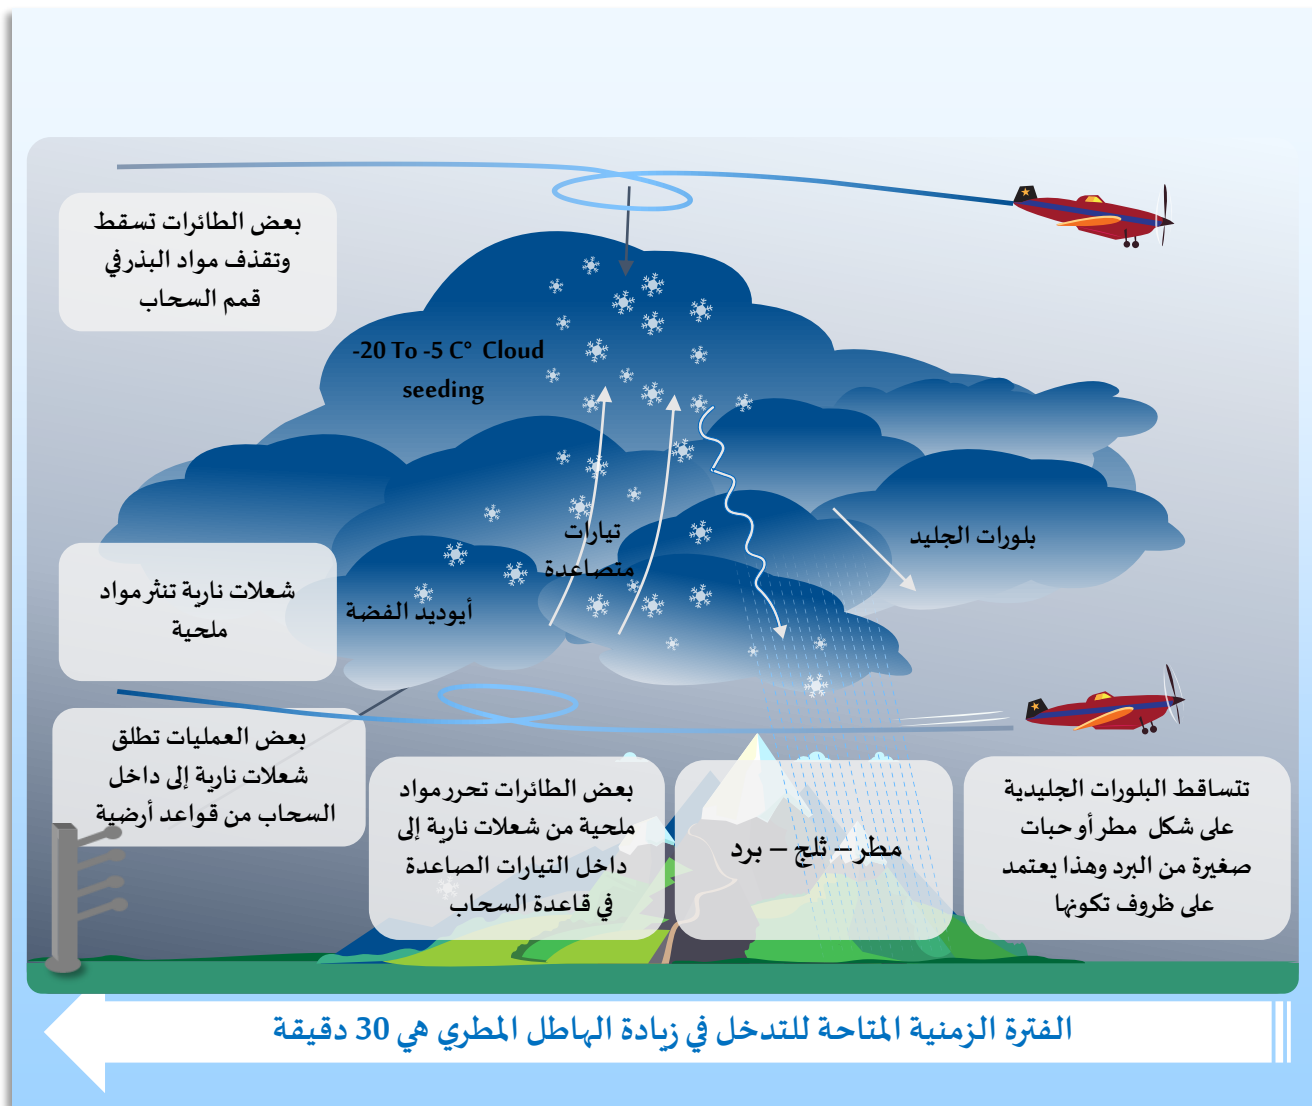 بعض الطائرات تسقط
وتقذف مواد البذر في
قمم السحاب
-20 To -5 C° Cloud
seeding
تيارات
متصاعدة
بلورات الجليد
شعلات نارية تنثر مواد
ملحية
أيوديد الفضة
بعض العمليات تطلق
شعلات نارية إلى داخل
السحاب من قواعد أرضية
تتساقط البلورات الجليدية
على شكل مطر أو حبات
صغيرة من البرد وهذا يعتمد
على ظروف تكونها
مطر – ثلج – برد
بعض الطائرات تحرر مواد
ملحية من شعلات نارية إلى
داخل التيارات الصاعدة
في قاعدة السحاب
الفترة الزمنية المتاحة للتدخل في زيادة الهاطل المطري هي 30 دقيقة